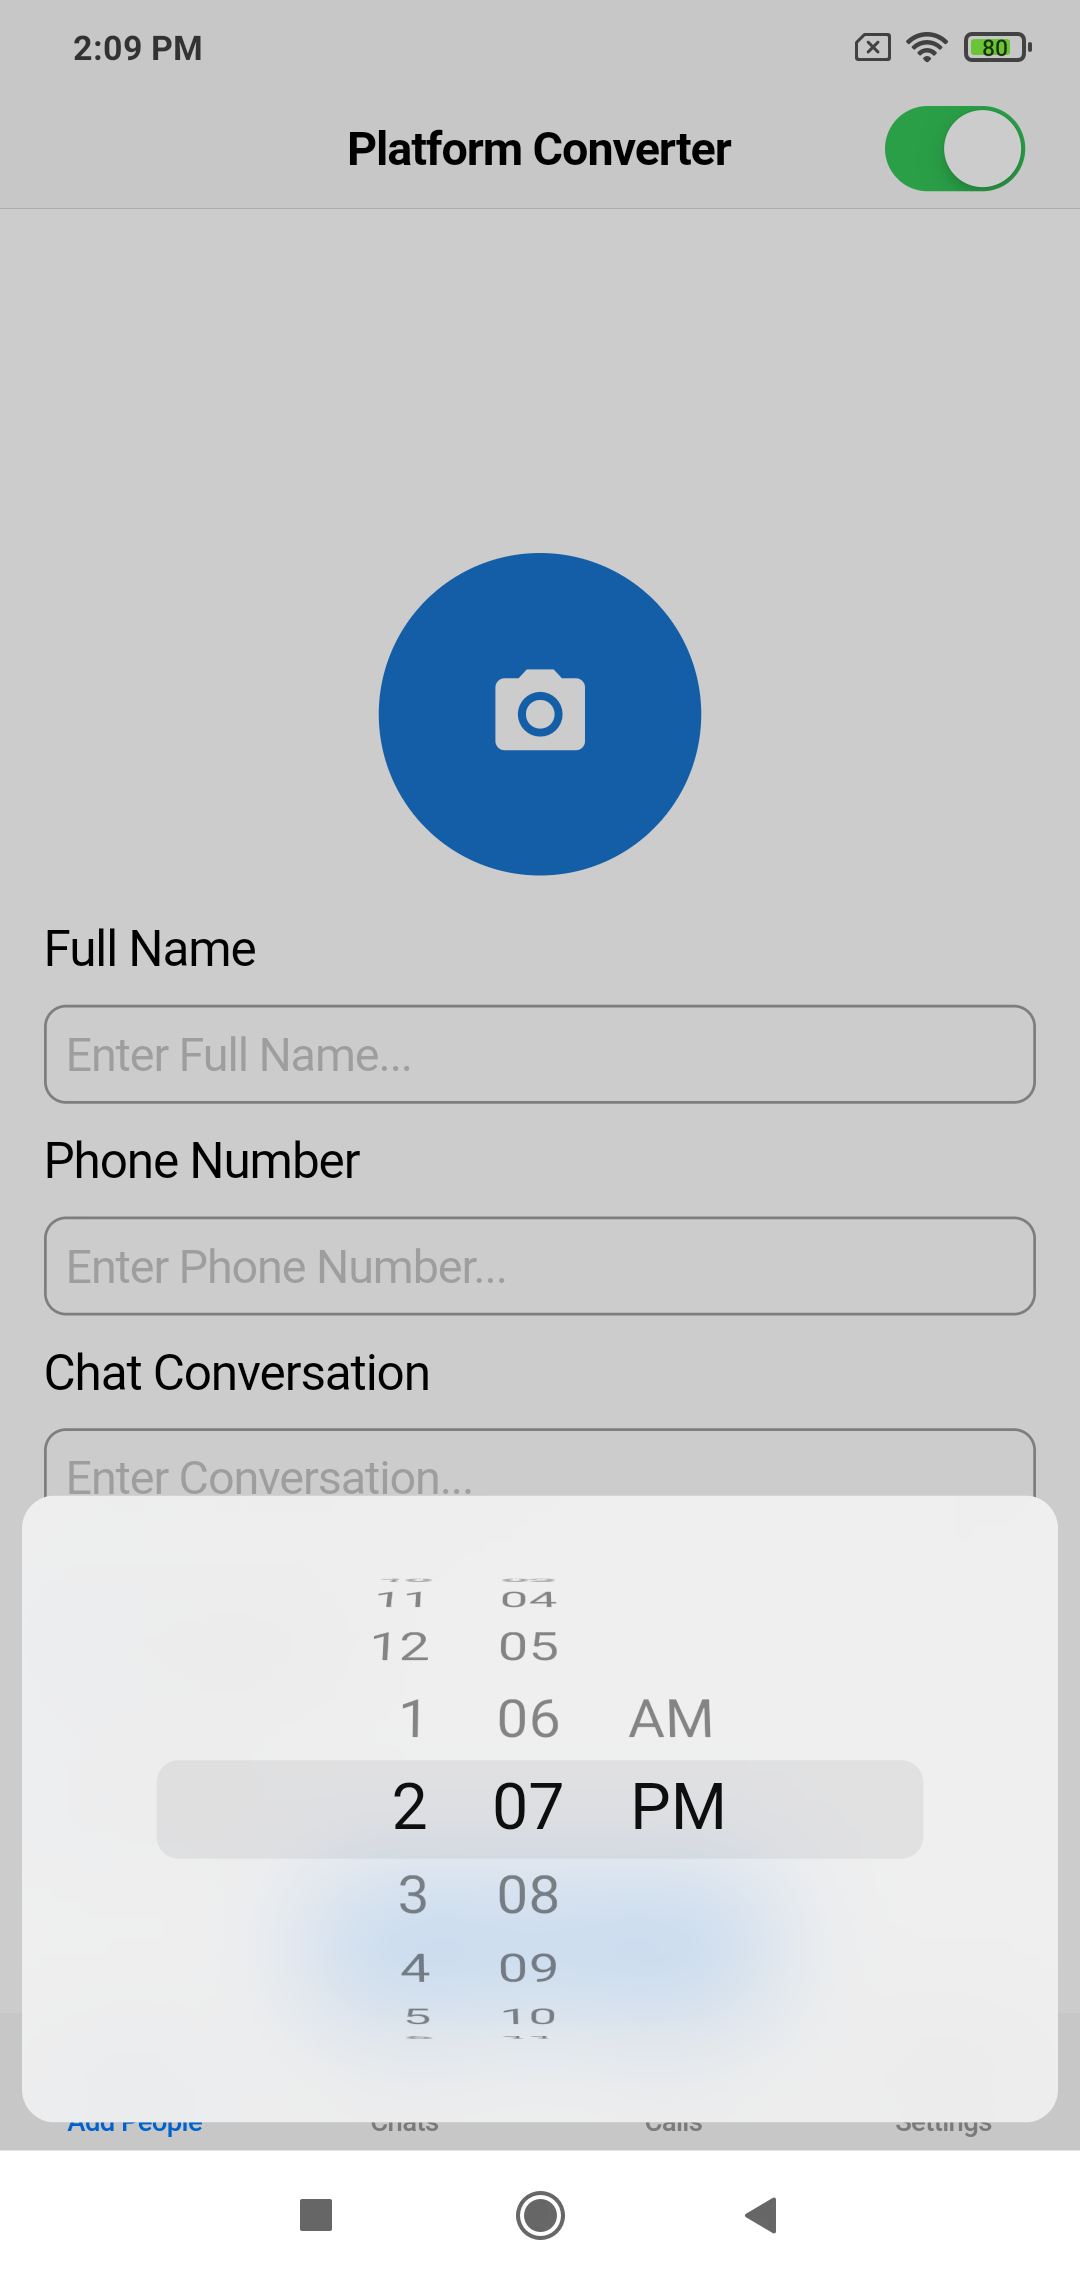 2:09 PM
80
Platform Converter
Full Name
Enter Full Name...
Phone Number
Enter Phone Number...
Chat Conversation
Enter Conversation...
11 04
12 05
1 06 AM
2 07 PM
3 08
4 09
5 10
Add People Chats Calls Settings